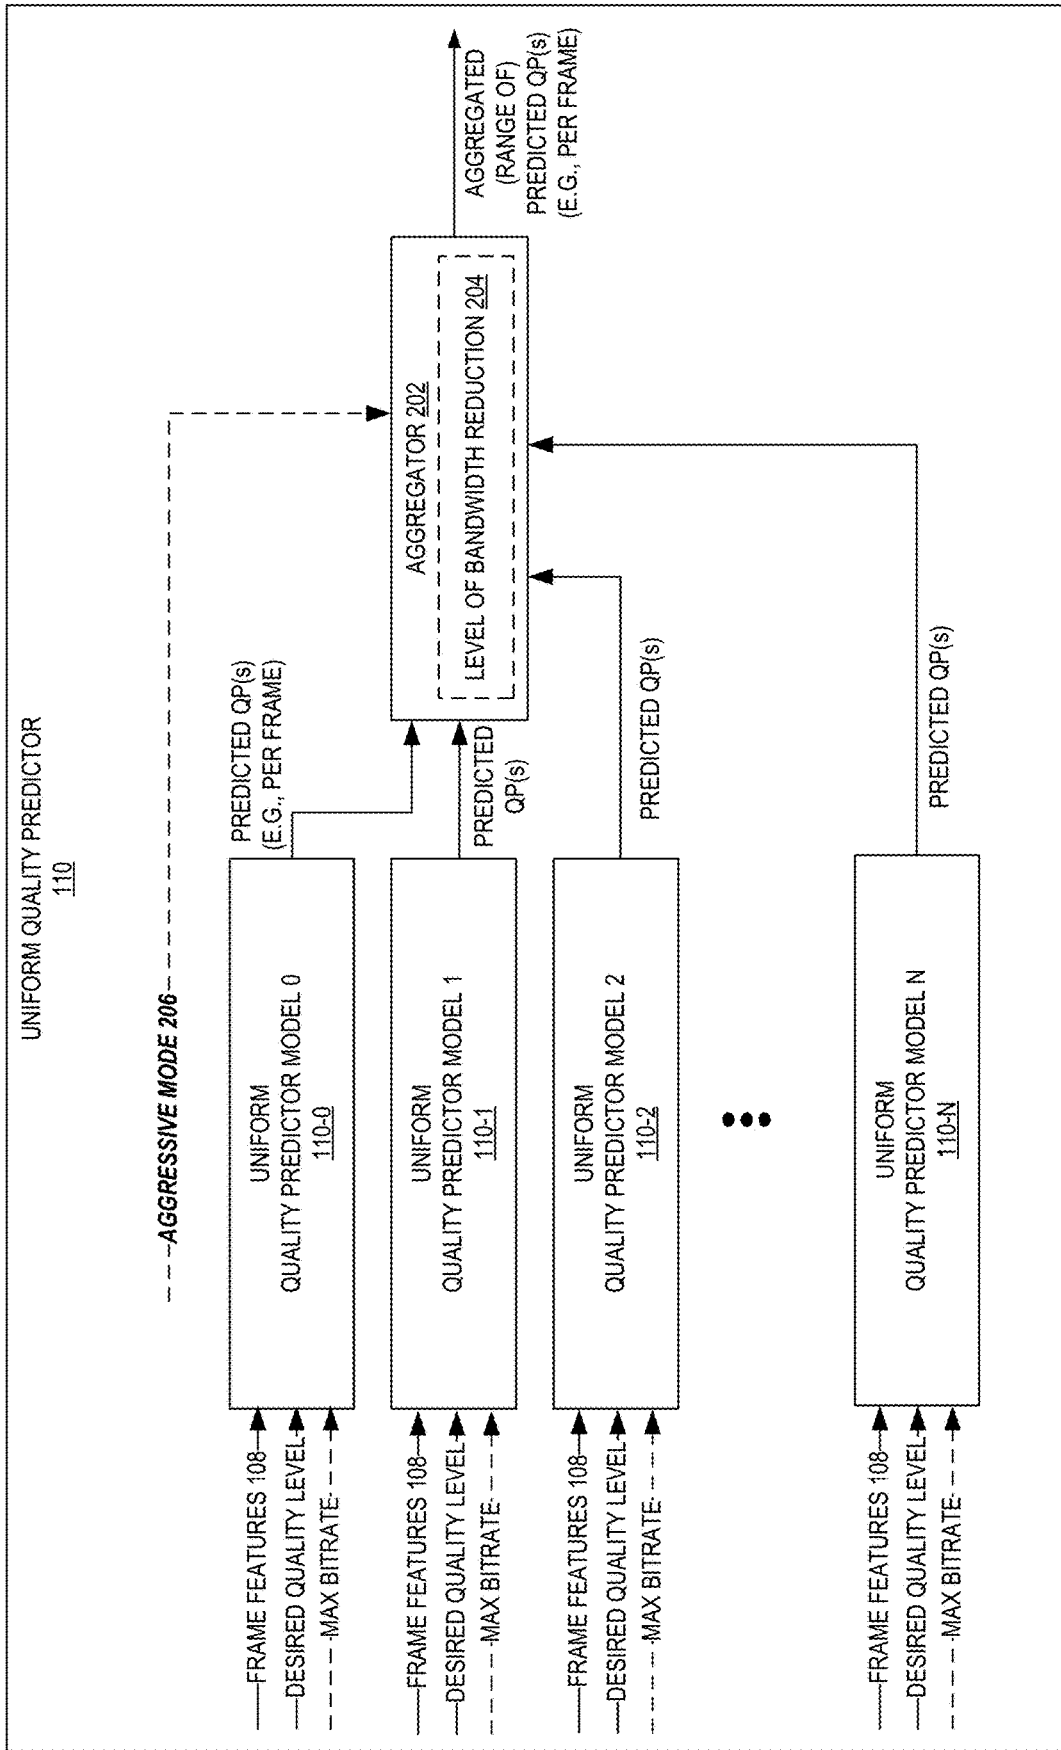 UNIFORM QUALITY PREDICTOR
110
AGGRESSIVE MODE 206
FRAME FEATURES 108
DESIRED QUALITY LEVEL
MAX BITRATE
UNIFORM
QUALITY PREDICTOR MODEL 0
110-0
PREDICTED QP(s)
(E.G., PER FRAME)
FRAME FEATURES 108
DESIRED QUALITY LEVEL
MAX BITRATE
UNIFORM
QUALITY PREDICTOR MODEL 1
110-1
PREDICTED
QP(s)
FRAME FEATURES 108
DESIRED QUALITY LEVEL
MAX BITRATE
UNIFORM
QUALITY PREDICTOR MODEL 2
110-2
PREDICTED QP(s)
FRAME FEATURES 108
DESIRED QUALITY LEVEL
MAX BITRATE
UNIFORM
QUALITY PREDICTOR MODEL N
110-N
PREDICTED QP(s)
AGGREGATOR 202
LEVEL OF BANDWIDTH REDUCTION 204
AGGREGATED
(RANGE OF)
PREDICTED QP(s)
(E.G., PER FRAME)